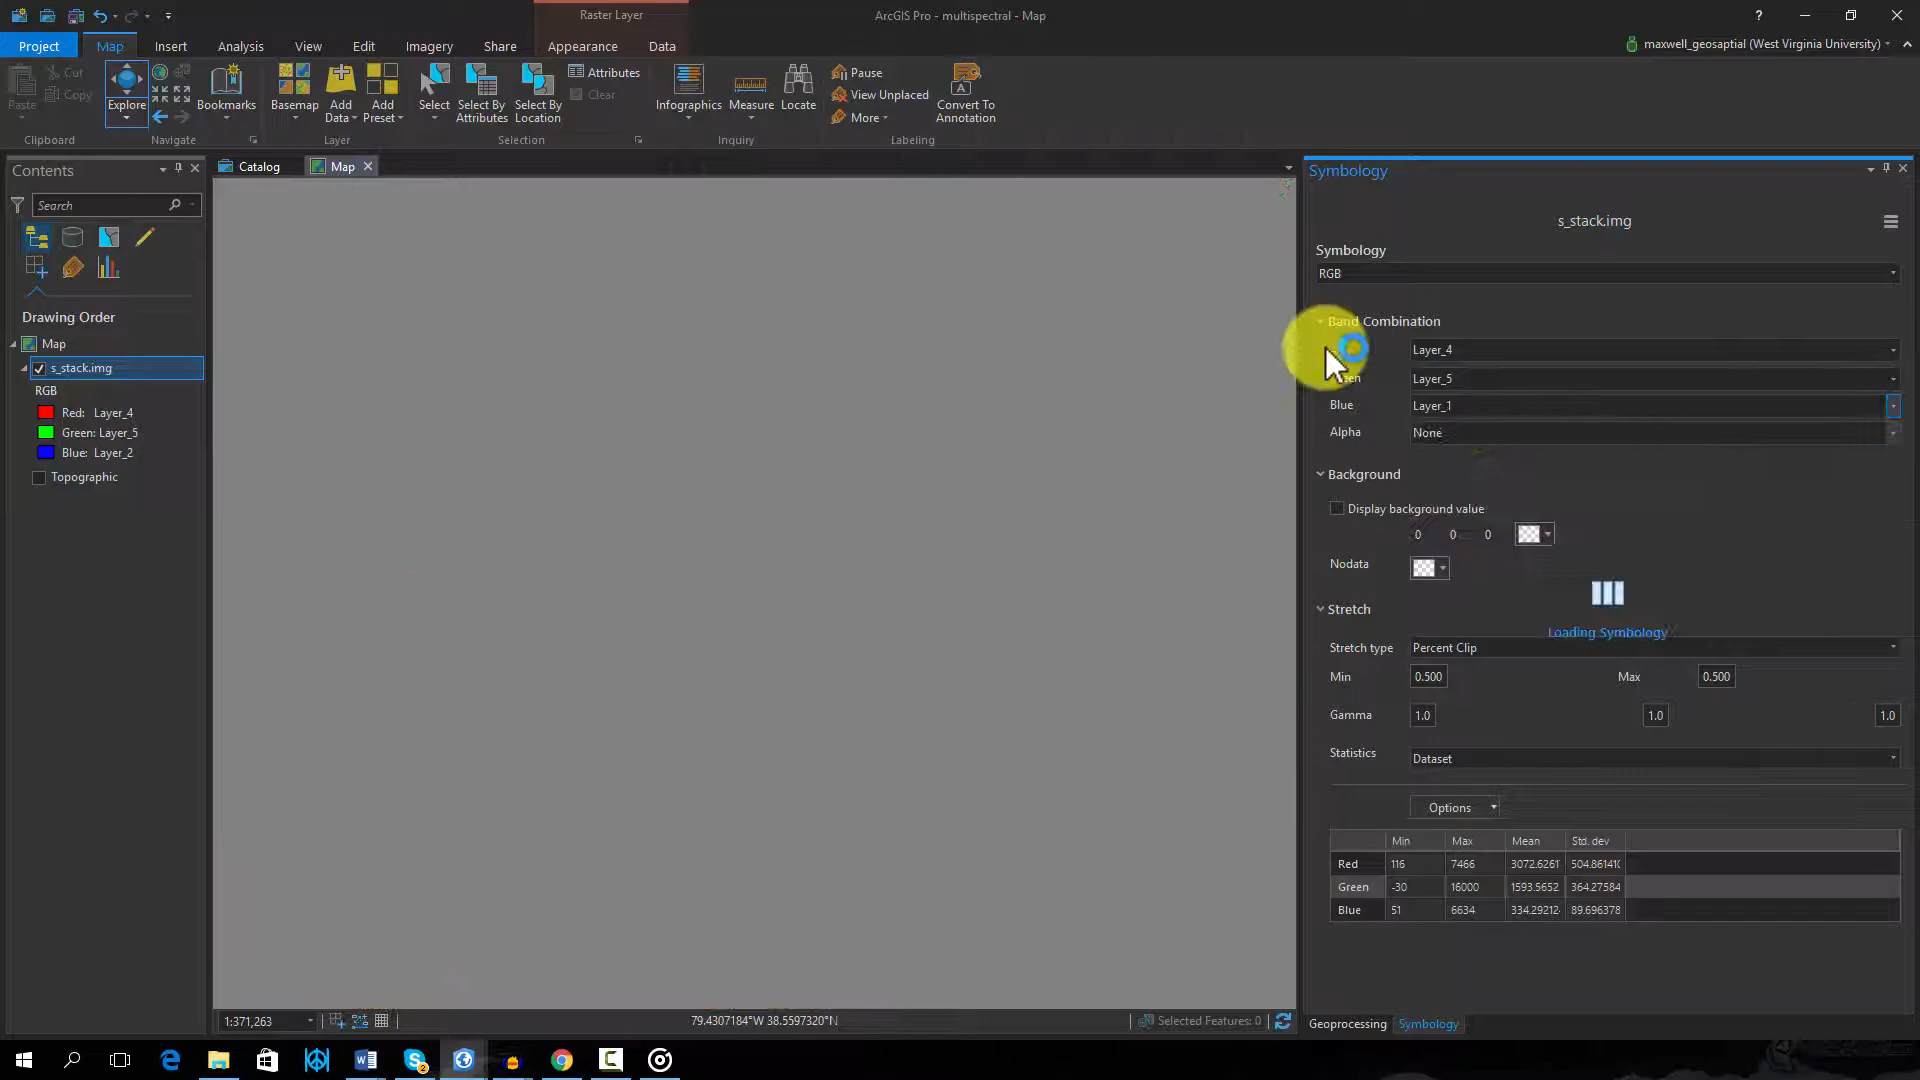 Raster Layer
ArcGIS Pro - multispectral - Map
?
Project
Map
Insert
Analysis
View
Edit
Imagery
Share
Appearance
Data
maxwell_geosaptial (West Virginia University)
Paste
Cut
Copy
Explore
Bookmarks
Basemap
Add Data
Add Preset
Select
Select By Attributes
Select By Location
Attributes
Clear
Infographics
Measure
Locate
Pause
View Unplaced
More
Convert To Annotation
Clipboard
Navigate
Layer
Selection
Inquiry
Labeling
Contents
Search
Drawing Order
Map
s_stack.img
RGB
Red: Layer_4
Green: Layer_5
Blue: Layer_2
Topographic
Catalog
Map
1:371,263
79.4307184°W 38.5597320°N
Selected Features: 0
Symbology
s_stack.img
Symbology
RGB
Band Combination
Layer_4
Layer_5
Blue
Layer_1
Alpha
None
Background
Display background value
0 0 0
Nodata
Loading Symbology
Stretch
Stretch type
Percent Clip
Min
0.500
Max
0.500
Gamma
1.0
1.0
1.0
Statistics
Dataset
Options
Min Max Mean Std. dev
Red 116 7466 3072.6261 504.861410
Green -30 16000 1593.5652 364.27584
Blue 51 6634 334.29212 89.696378
Geoprocessing
Symbology